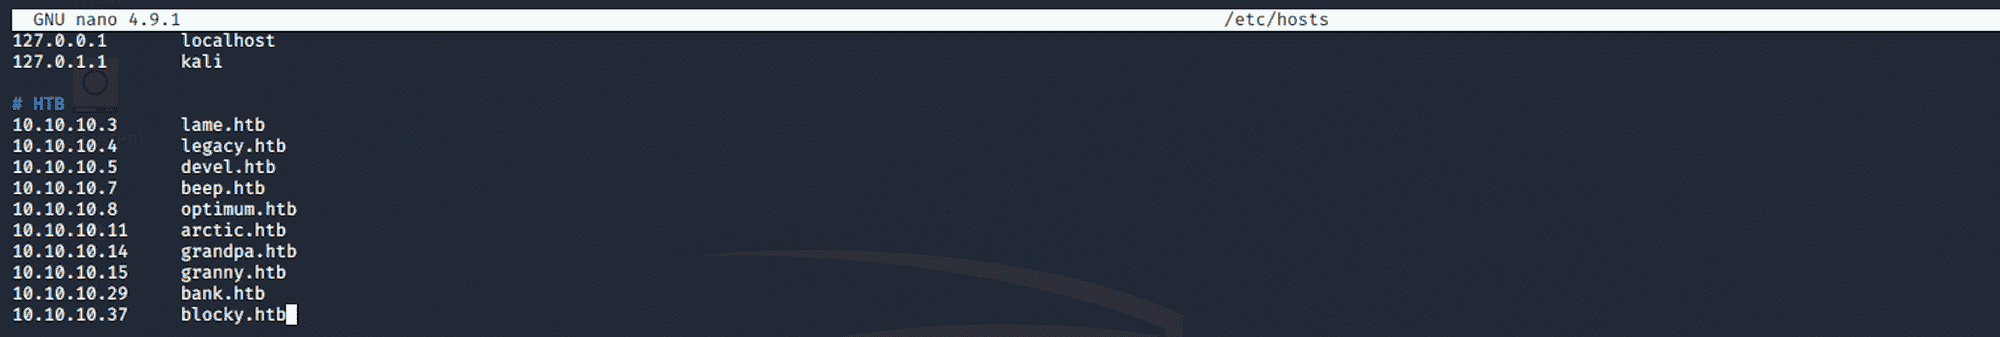 GNU nano 4.9.1 /etc/hosts
127.0.0.1 localhost
127.0.1.1 kali
# HTB
10.10.10.3 lame.htb
10.10.10.4 legacy.htb
10.10.10.5 devel.htb
10.10.10.7 beep.htb
10.10.10.8 optimum.htb
10.10.10.11 arctic.htb
10.10.10.14 grandpa.htb
10.10.10.15 granny.htb
10.10.10.29 bank.htb
10.10.10.37 blocky.htb